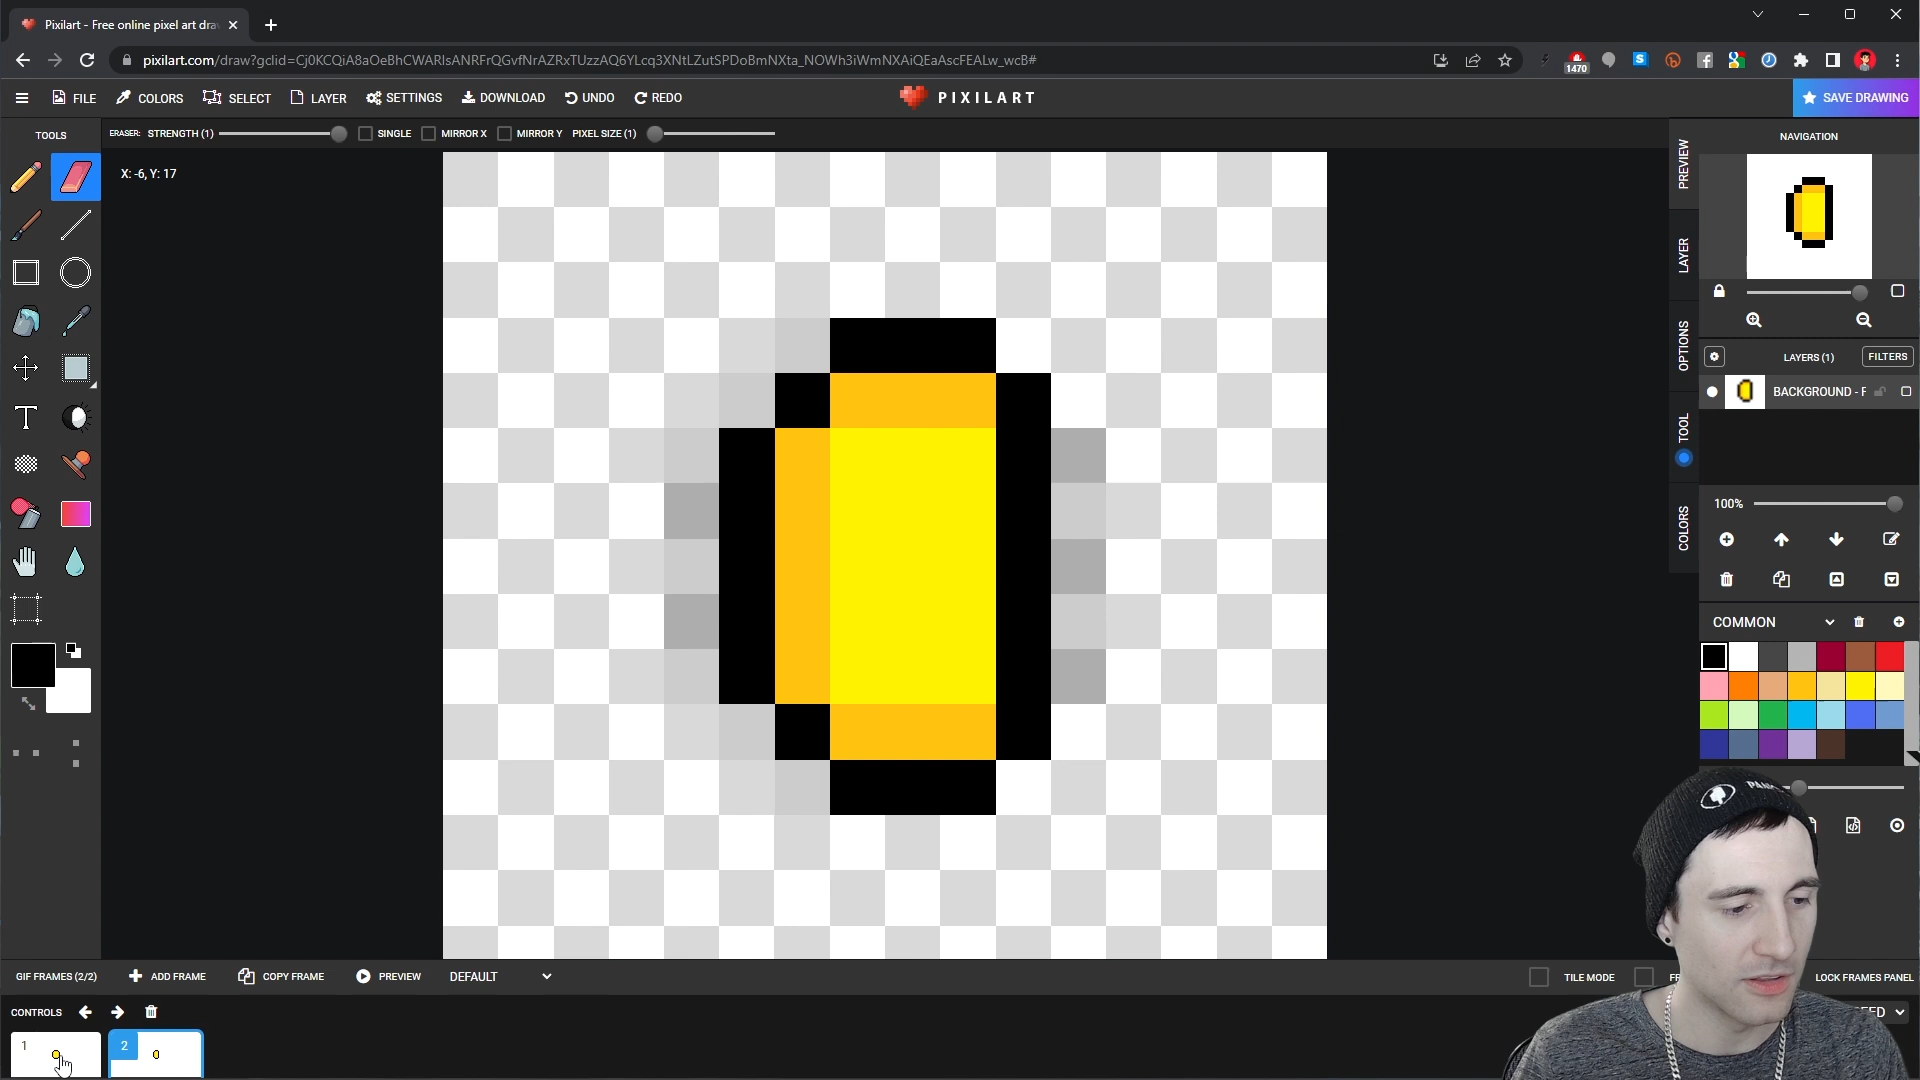 Pixilart - Free online pixel art dra
pixilart.com/draw?gclid=Cj0KCQiA8aOeBhCWARIsANRFrQGvfNrAZRxTUzzAQ6YLcq3XNtLZutSPDoBmNXta_NOWh3iWmNXAiQEaAscFEALw_wcB#
1470
FILE
COLORS
SELECT
LAYER
SETTINGS
DOWNLOAD
UNDO
REDO
PIXILART
SAVE DRAWING
TOOLS
ERASER:
STRENGTH (1)
SINGLE
MIRROR X
MIRROR Y
PIXEL SIZE (1)
X: -6, Y: 17
PREVIEW
LAYER
OPTIONS
TOOL
COLORS
NAVIGATION
LAYERS (1)
FILTERS
BACKGROUND - F
100%
COMMON
GIF FRAMES (2/2)
ADD FRAME
COPY FRAME
PREVIEW
DEFAULT
TILE MODE
LOCK FRAMES PANEL
CONTROLS
1
2